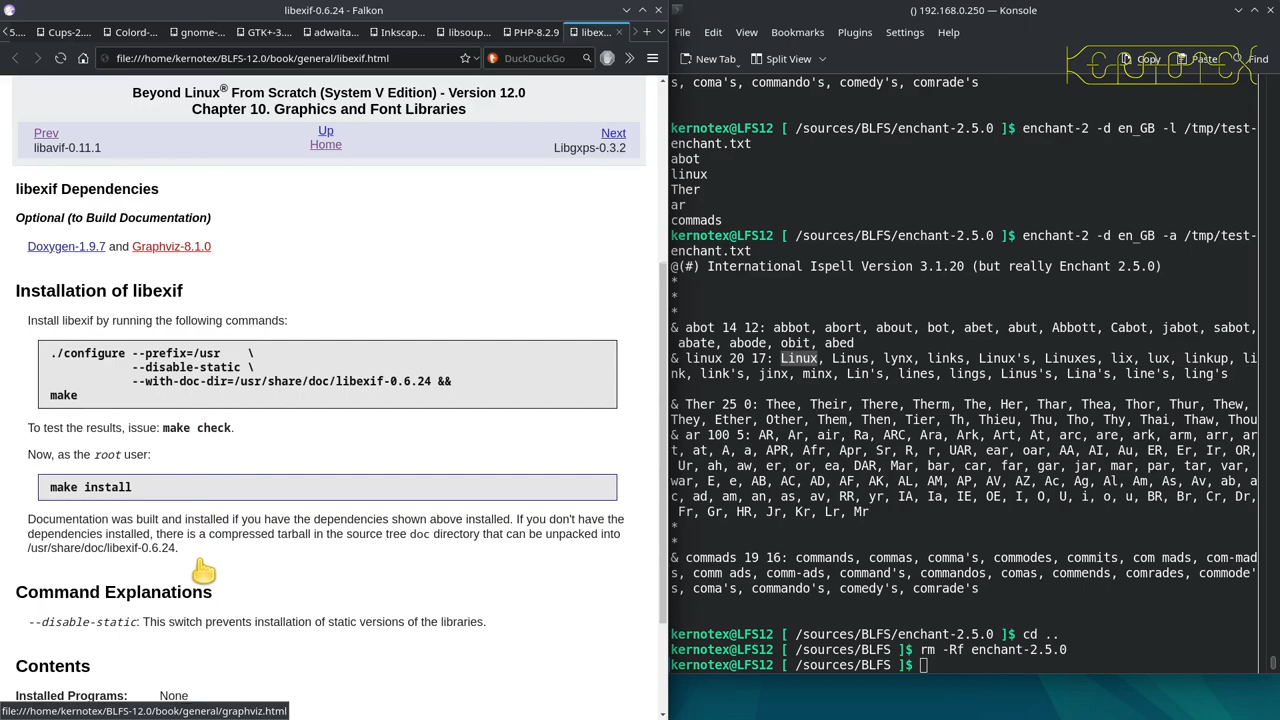 libexif-0.6.24 — Falkon
5....
Cups-2....
Colord-...
gnome-...
GTK+-3....
adwaita...
Inkscap...
libsoup...
PHP-8.2.9
libex...
file:///home/kernotex/BLFS-12.0/book/general/libexif.html
DuckDuckGo
Beyond Linux® From Scratch (System V Edition) - Version 12.0
Chapter 10. Graphics and Font Libraries
Prev Up Next
libavif-0.11.1 Home Libgxps-0.3.2
libexif Dependencies
Optional (to Build Documentation)
Doxygen-1.9.7 and Graphviz-8.1.0
Installation of libexif
Install libexif by running the following commands:
./configure --prefix=/usr \
--disable-static \
--with-doc-dir=/usr/share/doc/libexif-0.6.24 &&
make
To test the results, issue: make check.
Now, as the root user:
make install
Documentation was built and installed if you have the dependencies shown above installed. If you don't have the
dependencies installed, there is a compressed tarball in the source tree doc directory that can be unpacked into
/usr/share/doc/libexif-0.6.24.
Command Explanations
--disable-static: This switch prevents installation of static versions of the libraries.
Contents
Installed Programs: None
file:///home/kernotex/BLFS-12.0/book/general/graphviz.html
() 192.168.0.250 — Konsole
File Edit View Bookmarks Plugins Settings Help
New Tab Split View Copy Paste Find
Kernotex
s, coma's, commando's, comedy's, comrade's
kernotex@LFS12 [ /sources/BLFS/enchant-2.5.0 ]$ enchant-2 -d en_GB -l /tmp/test-
enchant.txt
abot
linux
Ther
ar
commads
kernotex@LFS12 [ /sources/BLFS/enchant-2.5.0 ]$ enchant-2 -d en_GB -a /tmp/test-
enchant.txt
@(#) International Ispell Version 3.1.20 (but really Enchant 2.5.0)
*
*
*
& abot 14 12: abbot, abort, about, bot, abet, abut, Abbott, Cabot, jabot, sabot,
abate, abode, obit, abed
& linux 20 17: Linux, Linus, lynx, links, Linux's, Linuxes, lix, lux, linkup, li
nk, link's, jinx, minx, Lin's, lines, lings, Linus's, Lina's, line's, ling's
& Ther 25 0: Thee, Their, There, Therm, The, Her, Thar, Thea, Thor, Thur, Thew,
They, Ether, Other, Them, Then, Tier, Th, Thieu, Thu, Tho, Thy, Thai, Thaw, Thou
& ar 100 5: AR, Ar, air, Ra, ARC, Ara, Ark, Art, At, arc, are, ark, arm, arr, ar
t, at, A, a, APR, Afr, Apr, Sr, R, r, UAR, ear, oar, AA, AI, Au, ER, Er, Ir, OR,
Ur, ah, aw, er, or, ea, DAR, Mar, bar, car, far, gar, jar, mar, par, tar, var,
war, E, e, AB, AC, AD, AF, AK, AL, AM, AP, AV, AZ, Ac, Ag, Al, Am, As, Av, ab, a
c, ad, am, an, as, av, RR, yr, IA, Ia, IE, OE, I, O, U, i, o, u, BR, Br, Cr, Dr,
Fr, Gr, HR, Jr, Kr, Lr, Mr
*
*
& commads 19 16: commands, commas, comma's, commodes, commits, com mads, com-mad
s, comm ads, comm-ads, command's, commandos, comas, commends, comrades, commode'
s, coma's, commando's, comedy's, comrade's
kernotex@LFS12 [ /sources/BLFS/enchant-2.5.0 ]$ cd ..
kernotex@LFS12 [ /sources/BLFS ]$ rm -Rf enchant-2.5.0
kernotex@LFS12 [ /sources/BLFS ]$